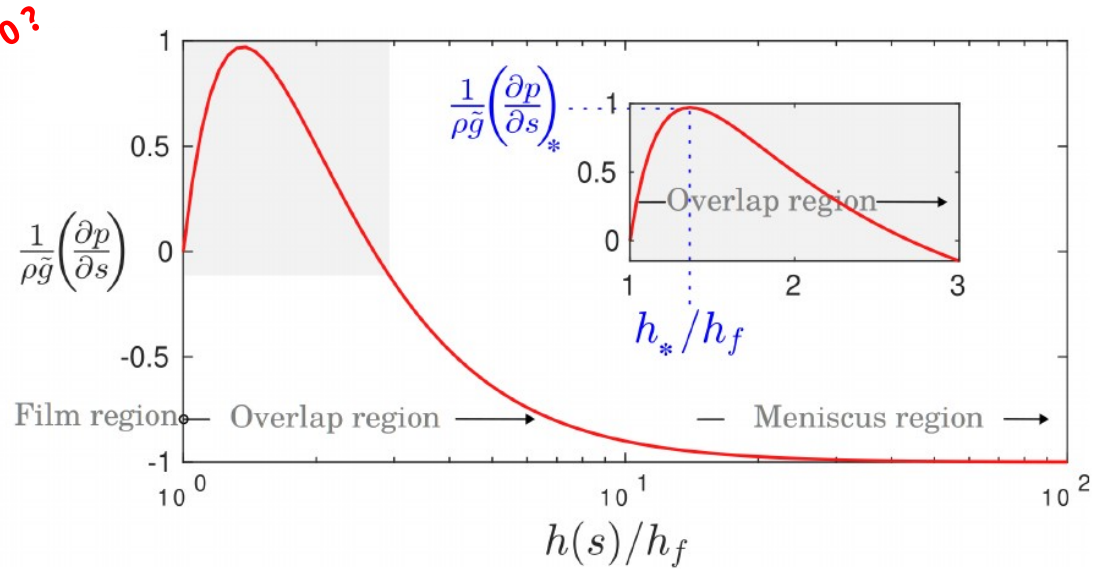 0 ?
1
0.5
0
-0.5
-1
1/ρg̃ (∂p/∂s)
1/ρg̃ (∂p/∂s)*
1
0.5
0
Overlap region
1 2 3
h*/hf
Film region Overlap region Meniscus region
10^0 10^1 10^2
h(s)/hf